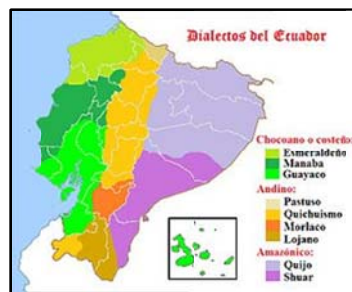 Dialectos del Ecuador
Chocoano o costeño:
Esmeraldeño
Manaba
Guayaco
Andino:
Pastuso
Quichuismo
Morlaco
Lojano
Amazónico:
Quijo
Shuar